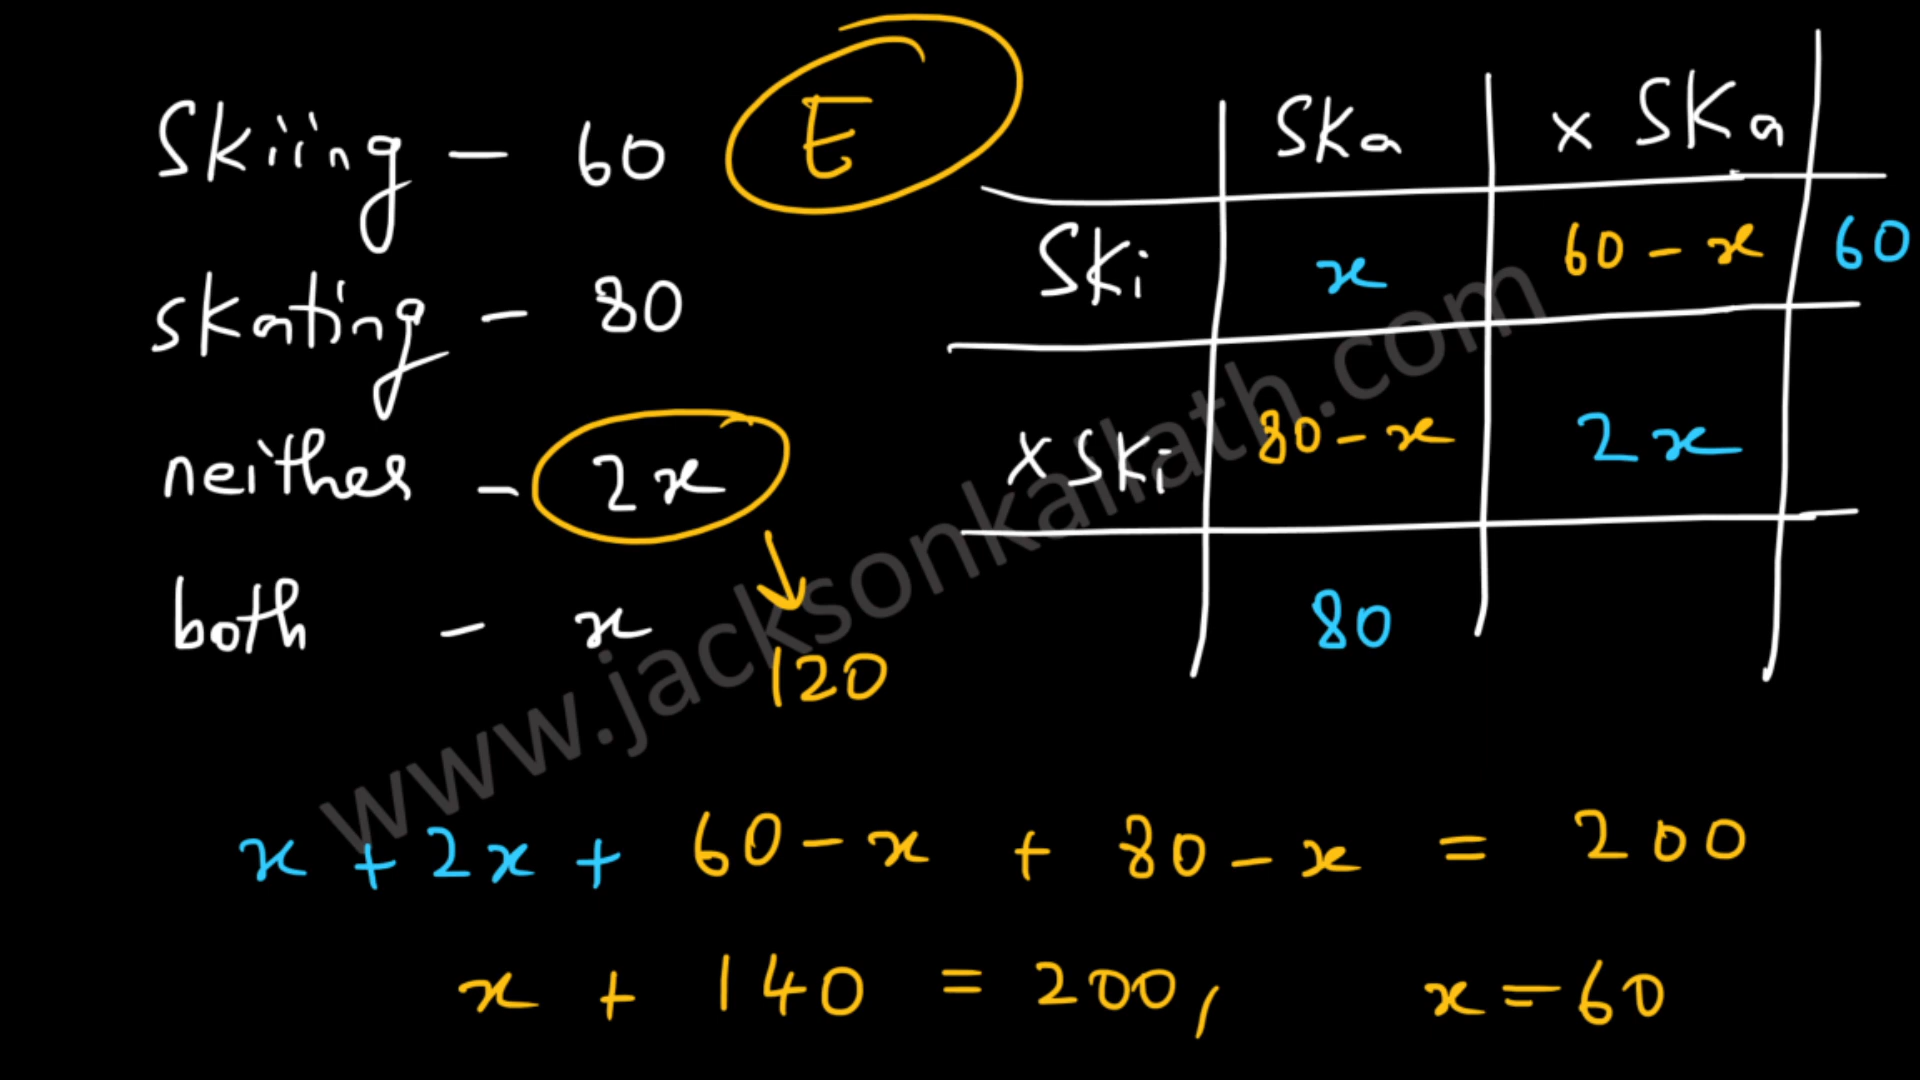 Skiing - 60
E
skating - 80
neither - 2x
120
both - x
Ska
x SKa
Ski
x
60 - x
60
x Ski
80 - x
2x
80
www.jacksonkallath.com
x + 2x + 60 - x + 80 - x = 200
x + 140 = 200, x = 60